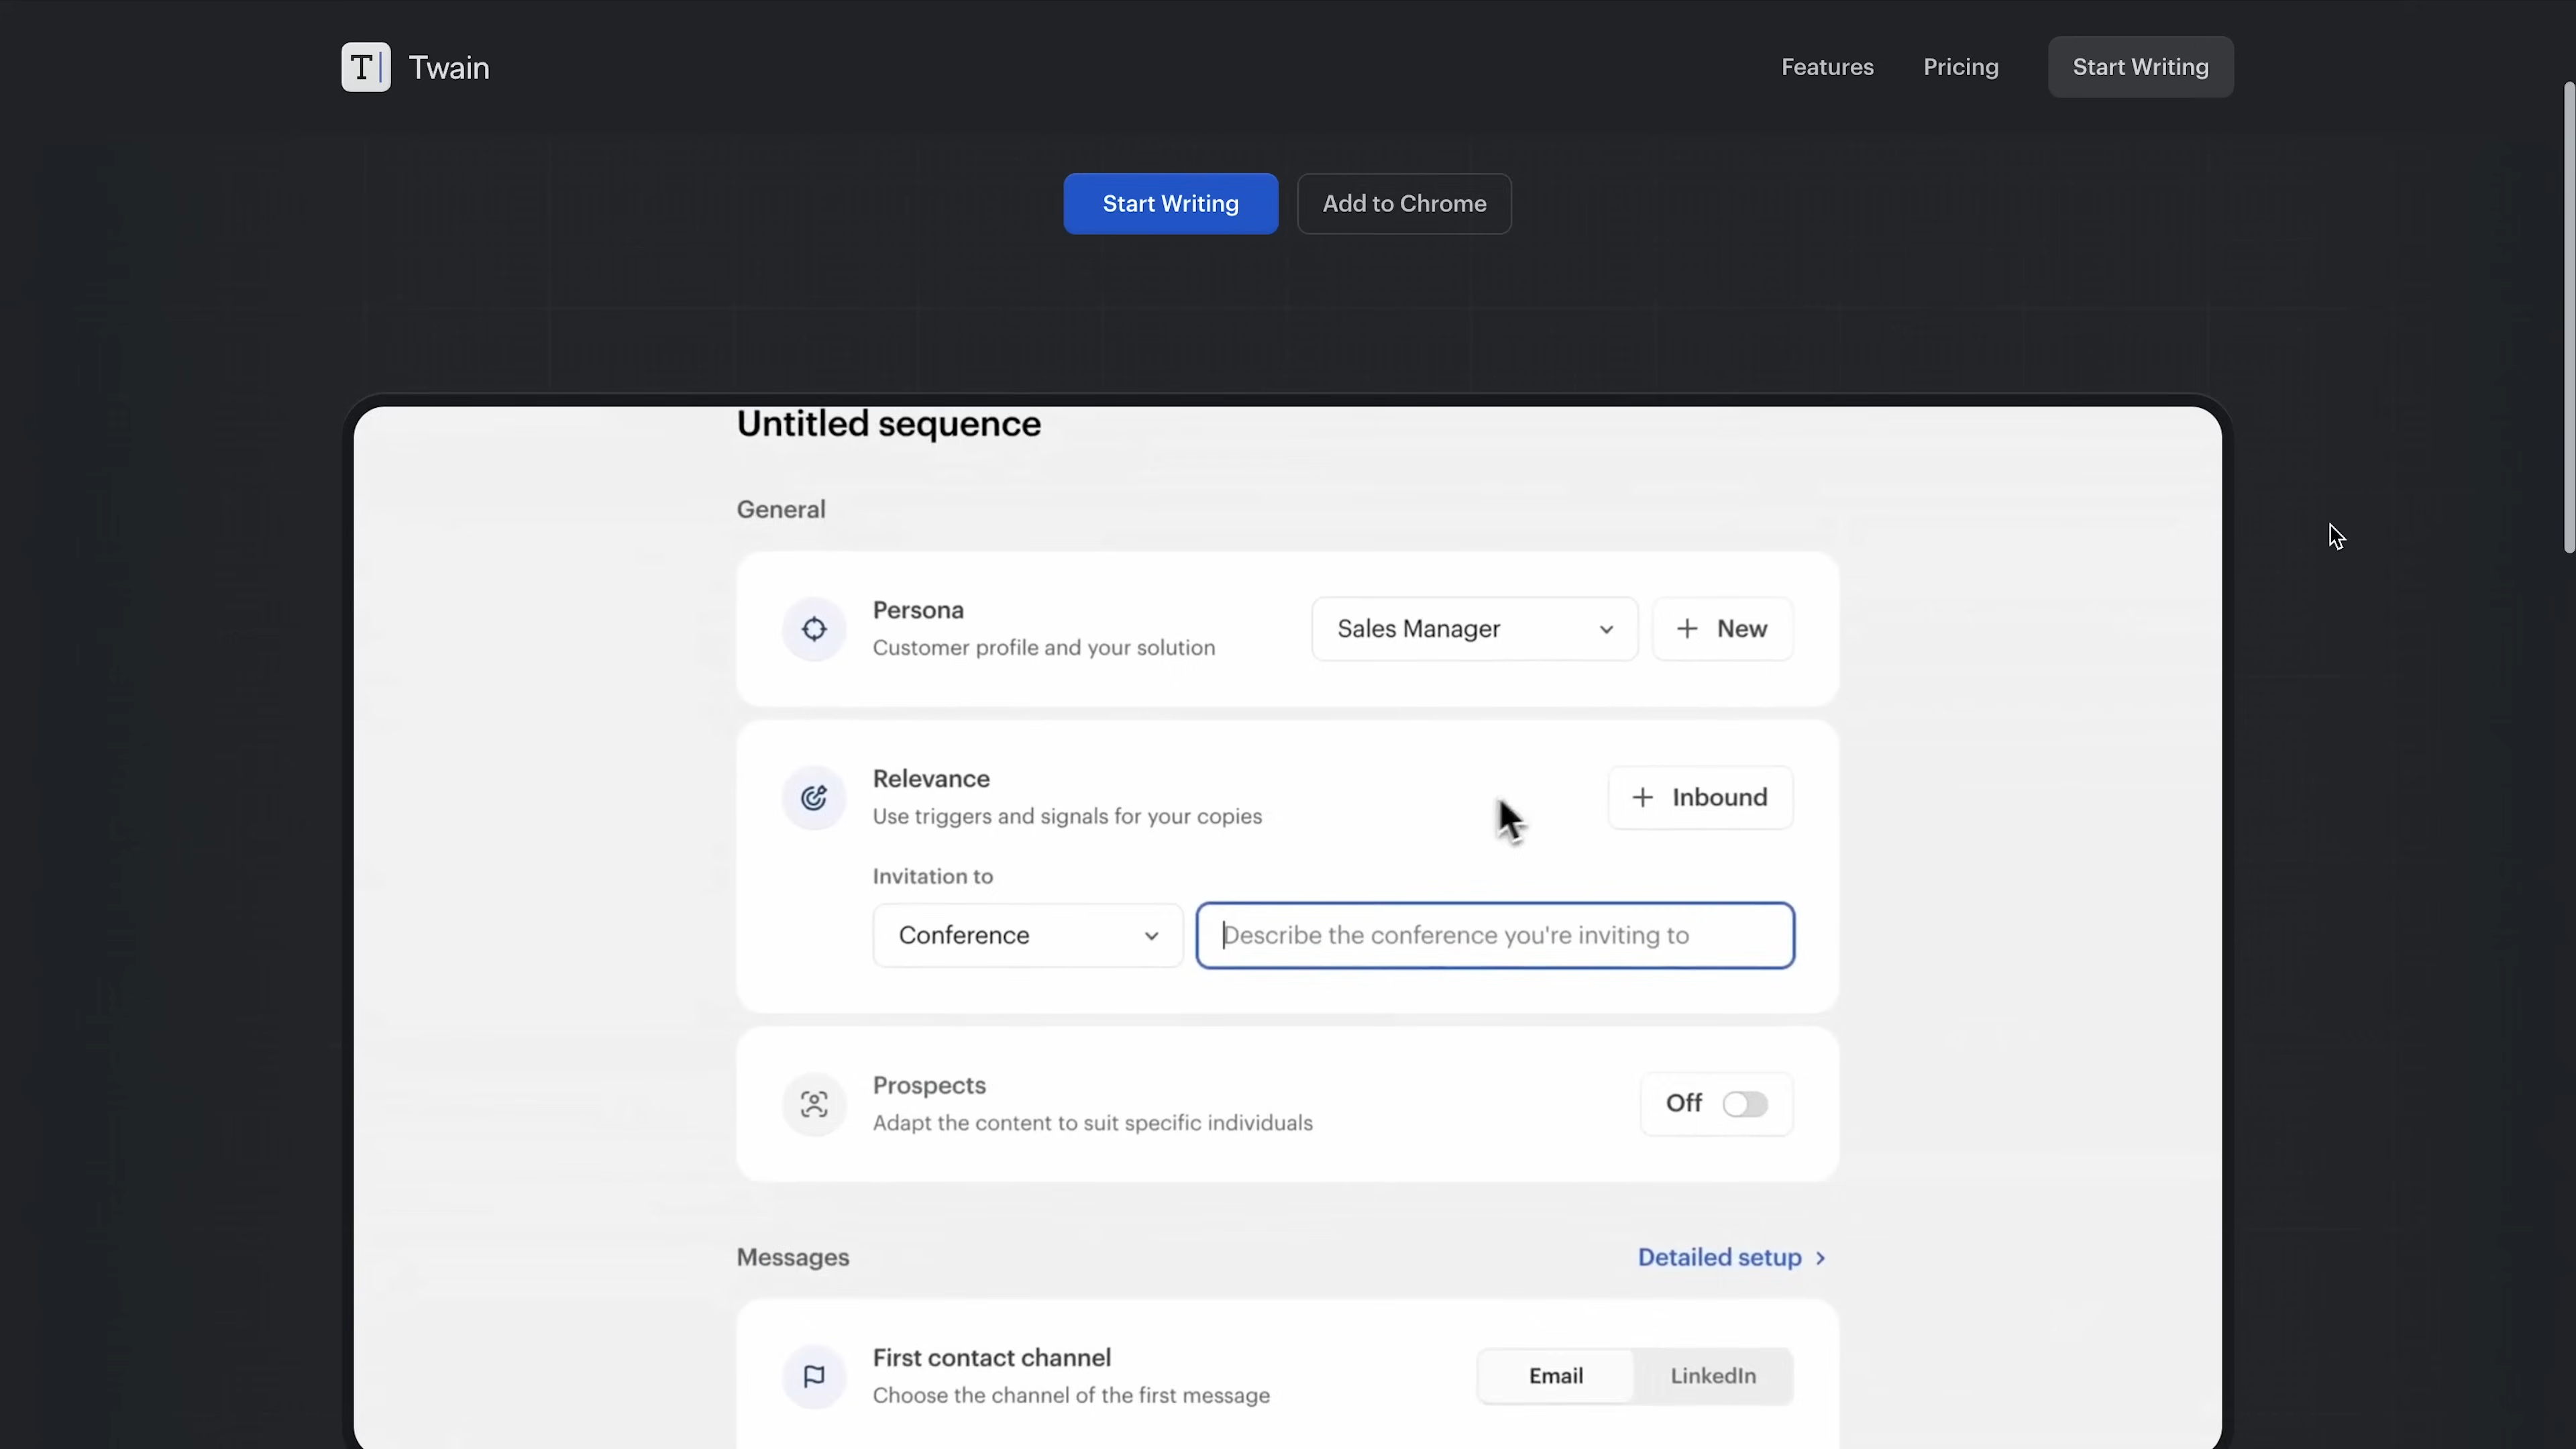 T
Twain
Features Pricing Start Writing
Start Writing Add to Chrome
Untitled sequence
General
Persona
Customer profile and your solution
Sales Manager
+ New
Relevance
Use triggers and signals for your copies
+ Inbound
Invitation to
Conference
Describe the conference you're inviting to
Prospects
Adapt the content to suit specific individuals
Off
Messages
Detailed setup >
First contact channel
Choose the channel of the first message
Email LinkedIn